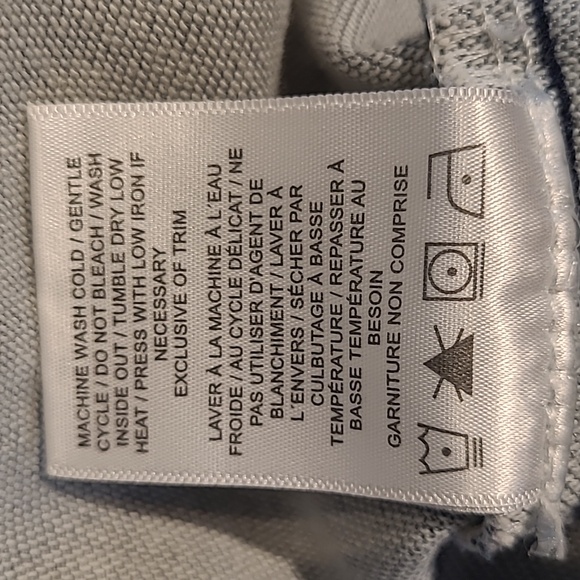 MACHINE WASH COLD / GENTLE
CYCLE / DO NOT BLEACH / WASH
INSIDE OUT / TUMBLE DRY LOW
HEAT / PRESS WITH LOW IRON IF
NECESSARY
EXCLUSIVE OF TRIM
LAVER À LA MACHINE À L'EAU
FROIDE / AU CYCLE DÉLICAT / NE
PAS UTILISER D'AGENT DE
BLANCHIMENT / LAVER À
L'ENVERS / SÉCHER PAR
CULBUTAGE À BASSE
TEMPÉRATURE / REPASSER À
BASSE TEMPÉRATURE AU
BESOIN
GARNITURE NON COMPRISE